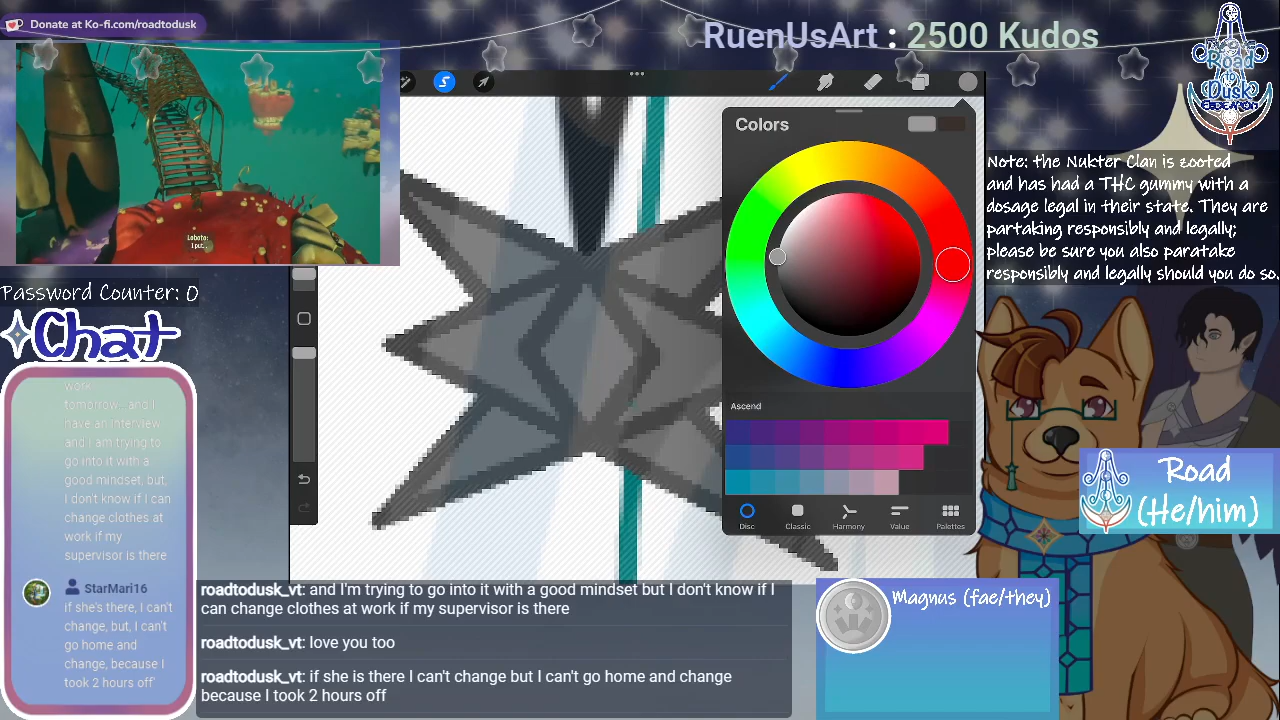 Donate at Ko-fi.com/roadtodusk
RuenUsArt : 2500 Kudos
Road
to
Dusk
Colors
Note: the Nukter Clan is zooted
and has had a THC gummy with a
dosage legal in their state. They are
partaking responsibly and legally;
please be sure you also paratake
responsibly and legally should you do so.
Loboto:
I put..
Password Counter: 0
Chat
work
tomorrow...and I
have an interview
and i am trying to
go into it with a
good mindset, but,
I don't know if I can
change clothes at
work if my
supervisor is there
StarMari16
if she's there, I can't
change, but, I can't
go home and
change, because I
took 2 hours off'
Ascend
Disc
Classic
Harmony
Value
Palettes
Road
(He/him)
roadtodusk_vt: and I'm trying to go into it with a good mindset but I don't know if I
can change clothes at work if my supervisor is there
roadtodusk_vt: love you too
roadtodusk_vt: if she is there I can't change but I can't go home and change
because I took 2 hours off
Magnus (fae/they)